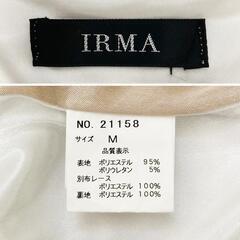 IRMA
NO. 21158
サイズ M
品質表示
表地 ポリエステル 95%
ポリウレタン 5%
別布レース
ポリエステル 100%
裏地 ポリエステル 100%